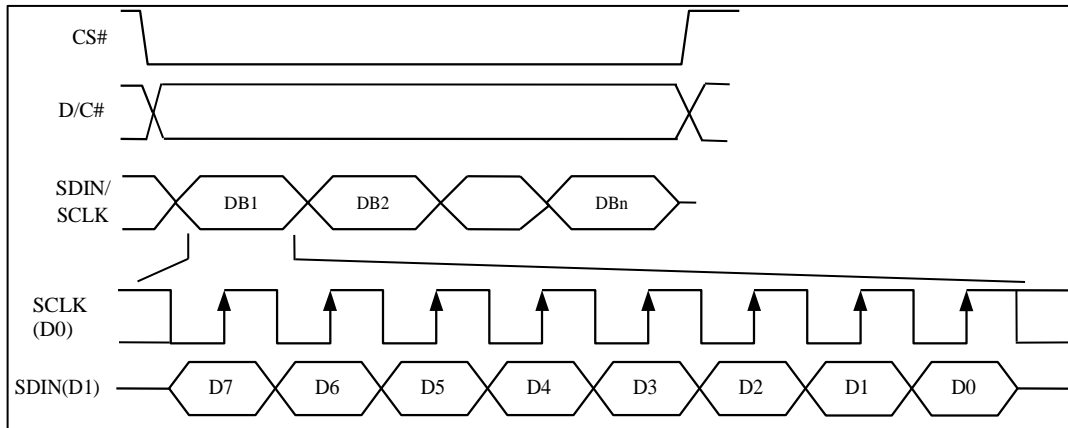 CS#
D/C#
SDIN/
SCLK
DB1 DB2 DBn
SCLK
(D0)
SDIN(D1) D7 D6 D5 D4 D3 D2 D1 D0